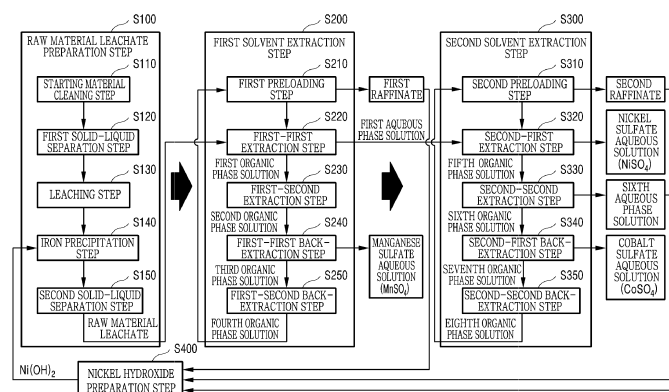 S100
RAW MATERIAL LEACHATE
PREPARATION STEP
S110
STARTING MATERIAL
CLEANING STEP
S120
FIRST SOLID-LIQUID
SEPARATION STEP
S130
LEACHING STEP
S140
IRON PRECIPITATION
STEP
S150
SECOND SOLID-LIQUID
SEPARATION STEP
RAW MATERIAL
LEACHATE
S200
FIRST SOLVENT EXTRACTION
STEP
S210
FIRST PRELOADING
STEP
FIRST
RAFFINATE
S220
FIRST-FIRST
EXTRACTION STEP
FIRST AQUEOUS
PHASE SOLUTION
FIRST ORGANIC
PHASE SOLUTION
S230
FIRST-SECOND
EXTRACTION STEP
SECOND ORGANIC
PHASE SOLUTION
S240
FIRST-FIRST BACK-
EXTRACTION STEP
MANGANESE
SULFATE
AQUEOUS
SOLUTION
(MnSO₄)
THIRD ORGANIC
PHASE SOLUTION
S250
FIRST-SECOND BACK-
EXTRACTION STEP
FOURTH ORGANIC
PHASE SOLUTION
S300
SECOND SOLVENT EXTRACTION
STEP
S310
SECOND PRELOADING
STEP
SECOND
RAFFINATE
S320
SECOND-FIRST
EXTRACTION STEP
NICKEL
SULFATE
AQUEOUS
SOLUTION
(NiSO₄)
FIFTH ORGANIC
PHASE SOLUTION
S330
SECOND-SECOND
EXTRACTION STEP
SIXTH
AQUEOUS
PHASE
SOLUTION
SIXTH ORGANIC
PHASE SOLUTION
S340
SECOND-FIRST BACK-
EXTRACTION STEP
COBALT
SULFATE
AQUEOUS
SOLUTION
(CoSO₄)
SEVENTH ORGANIC
PHASE SOLUTION
S350
SECOND-SECOND BACK-
EXTRACTION STEP
EIGHTH ORGANIC
PHASE SOLUTION
S400
Ni(OH)₂
NICKEL HYDROXIDE
PREPARATION STEP